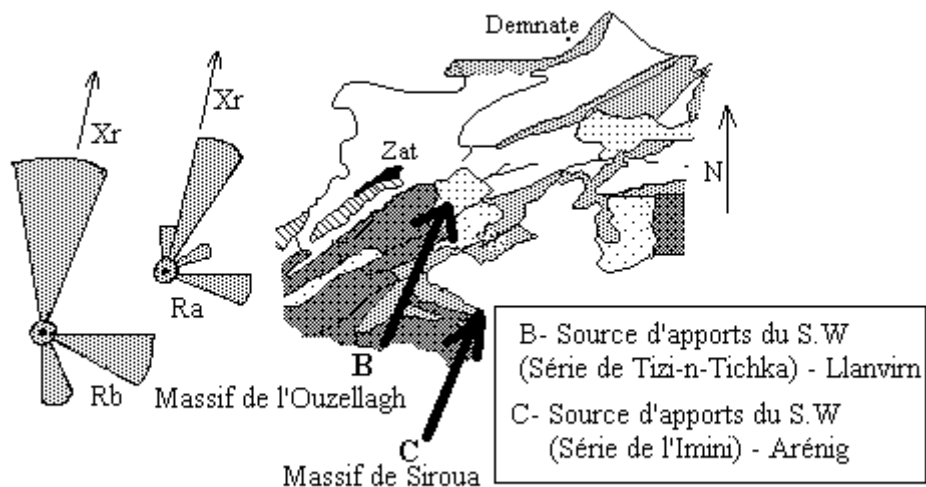 Demnate
Xr
Xr
Zat
N
Ra
Rb
B
Massif de l'Ouzellagh
C
Massif de Siroua
B- Source d'apports du S.W
(Série de Tizi-n-Tichka) - Llanvirn
C- Source d'apports du S.W
(Série de l'Imini) - Arénig